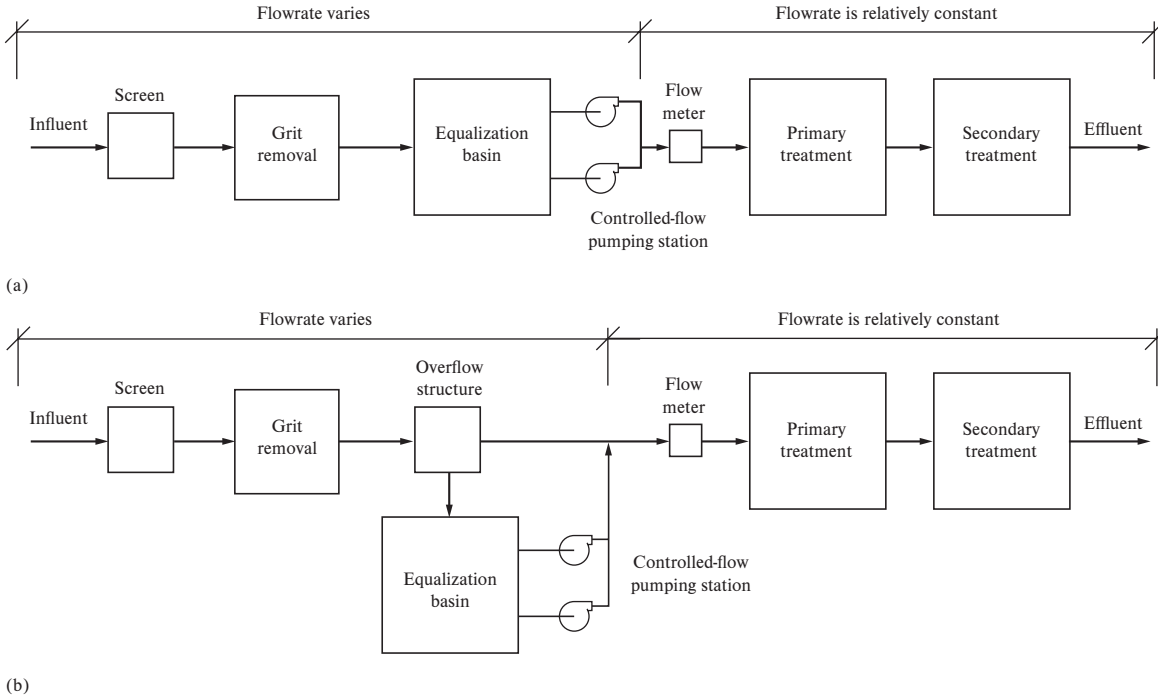 Flowrate varies
Flowrate is relatively constant
Screen
Flow
meter
Influent
Grit
removal
Equalization
basin
Primary
treatment
Secondary
treatment
Effluent
Controlled-flow
pumping station
(a)
Flowrate varies
Flowrate is relatively constant
Overflow
structure
Screen
Flow
meter
Influent
Grit
removal
Primary
treatment
Secondary
treatment
Effluent
Equalization
basin
Controlled-flow
pumping station
(b)